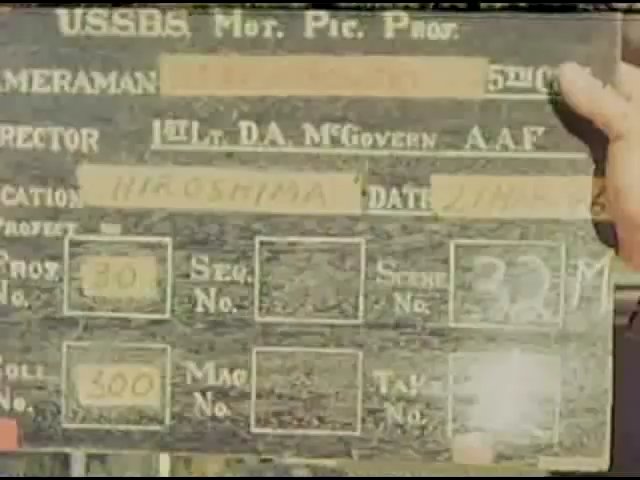 USSBS, Mot. Pic. Proj.
MERAMAN 5TH C
RECTOR 1ST LT. D.A. McGOVERN A.A.F
CATION HIROSHIMA DATE
PROJECT
PROJ. No. 30 SEQ. No. SCENE No. 32 M
ROLL No. 300 MAG. No. TAKE No.